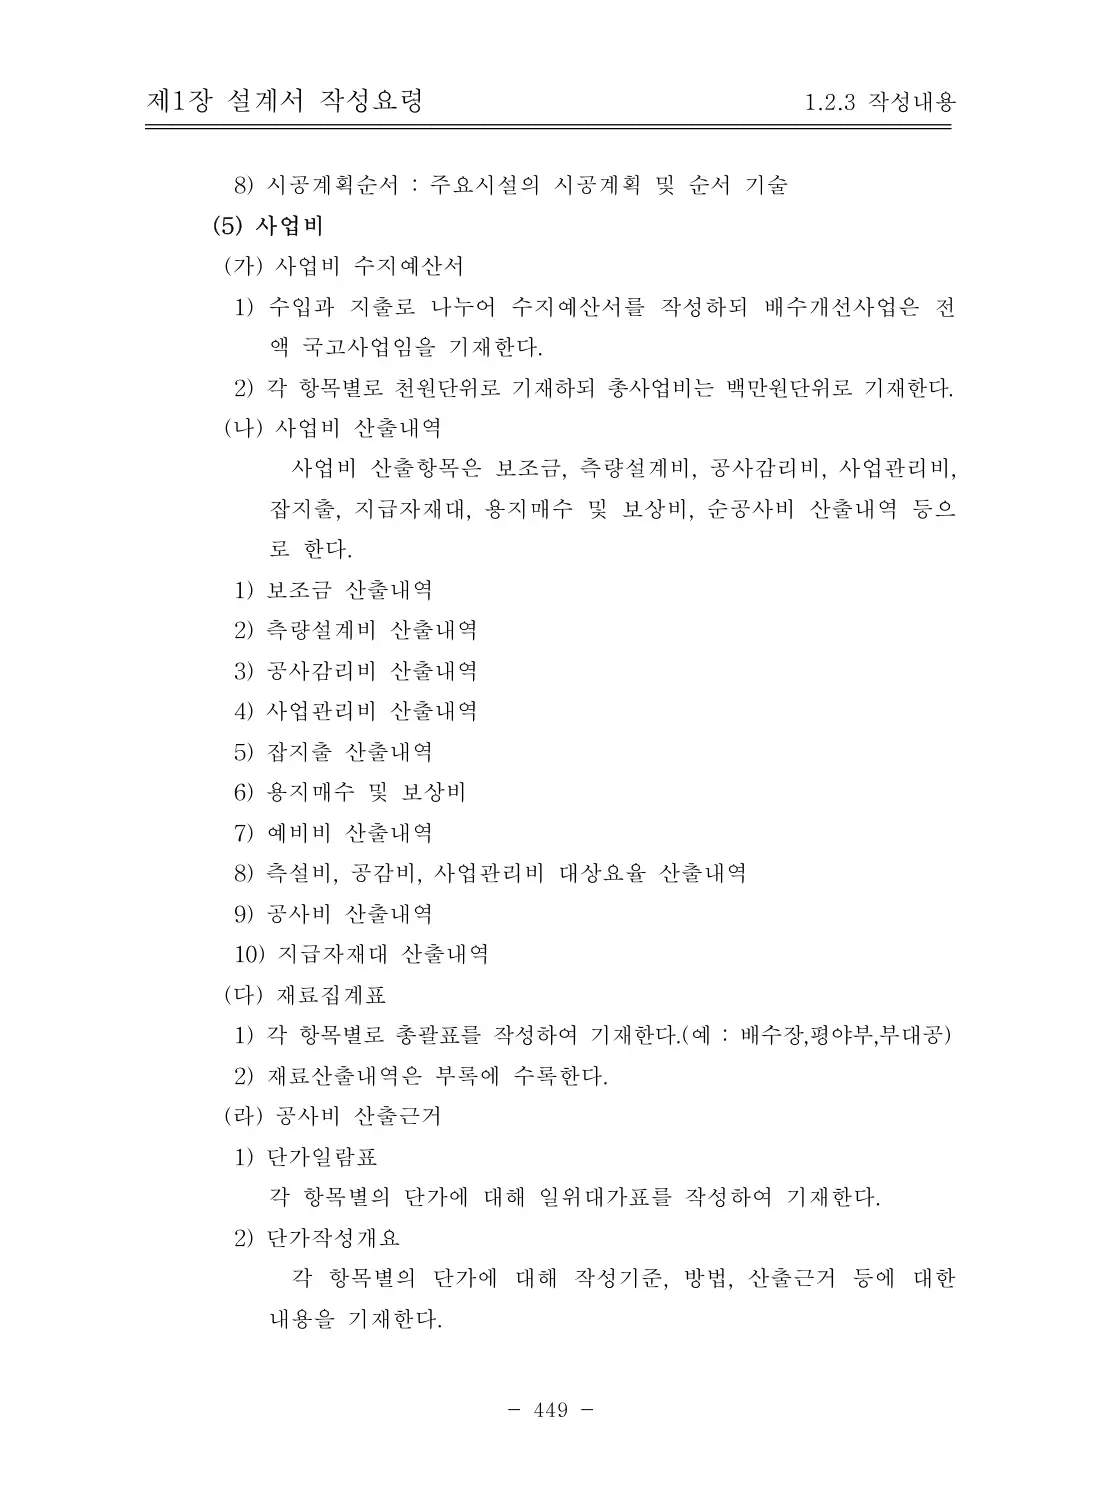 제1장 설계서 작성요령
1.2.3 작성내용
8) 시공계획순서 : 주요시설의 시공계획 및 순서 기술
(5) 사업비
(가) 사업비 수지예산서
1) 수입과 지출로 나누어 수지예산서를 작성하되 배수개선사업은 전
액 국고사업임을 기재한다.
2) 각 항목별로 천원단위로 기재하되 총사업비는 백만원단위로 기재한다.
(나) 사업비 산출내역
사업비 산출항목은 보조금, 측량설계비, 공사감리비, 사업관리비,
잡지출, 지급자재대, 용지매수 및 보상비, 순공사비 산출내역 등으
로 한다.
1) 보조금 산출내역
2) 측량설계비 산출내역
3) 공사감리비 산출내역
4) 사업관리비 산출내역
5) 잡지출 산출내역
6) 용지매수 및 보상비
7) 예비비 산출내역
8) 측설비, 공감비, 사업관리비 대상요율 산출내역
9) 공사비 산출내역
10) 지급자재대 산출내역
(다) 재료집계표
1) 각 항목별로 총괄표를 작성하여 기재한다.(예 : 배수장,평야부,부대공)
2) 재료산출내역은 부록에 수록한다.
(라) 공사비 산출근거
1) 단가일람표
각 항목별의 단가에 대해 일위대가표를 작성하여 기재한다.
2) 단가작성개요
각 항목별의 단가에 대해 작성기준, 방법, 산출근거 등에 대한
내용을 기재한다.
- 449 -